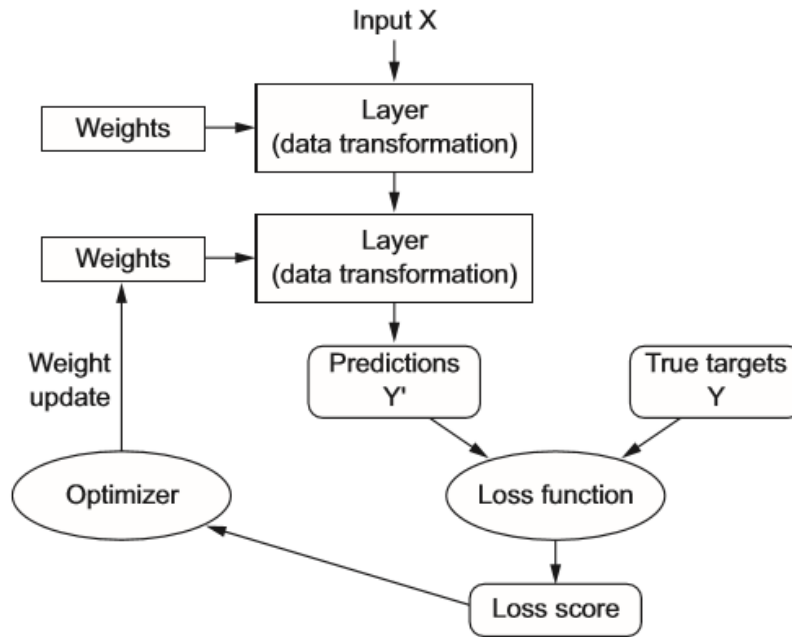 Input X
Layer
(data transformation)
Weights
Layer
(data transformation)
Weights
Weight
update
Predictions
Y'
True targets
Y
Optimizer
Loss function
Loss score